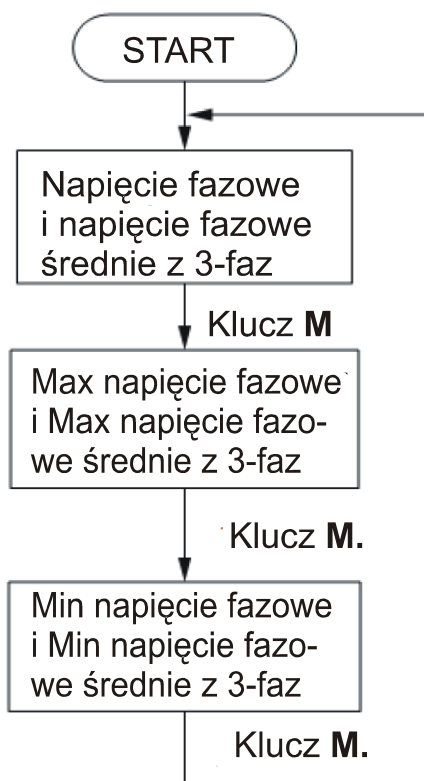 START
Napięcie fazowe
i napięcie fazowe
średnie z 3-faz
Klucz M
Max napięcie fazowe
i Max napięcie fazo-
we średnie z 3-faz
Klucz M.
Min napięcie fazowe
i Min napięcie fazo-
we średnie z 3-faz
Klucz M.